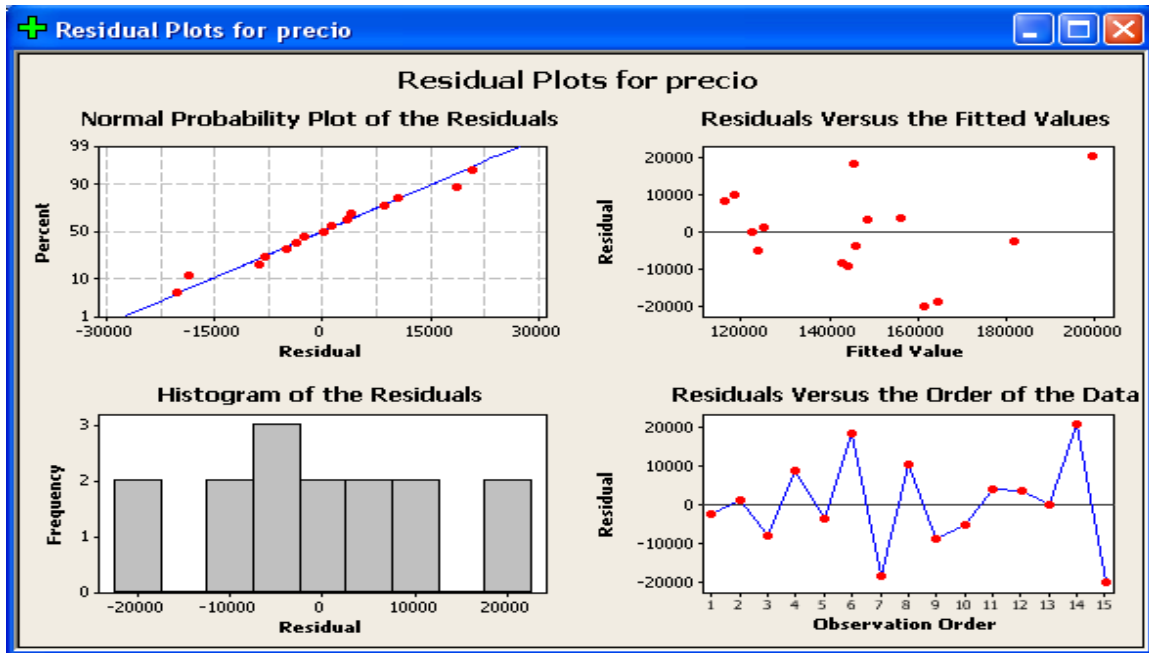 Residual Plots for precio
Residual Plots for precio
Normal Probability Plot of the Residuals
99
90
50
10
1
Percent
-30000 -15000 0 15000 30000
Residual
Residuals Versus the Fitted Values
20000
10000
0
-10000
-20000
Residual
120000 140000 160000 180000 200000
Fitted Value
Histogram of the Residuals
3
2
1
0
Frequency
-20000 -10000 0 10000 20000
Residual
Residuals Versus the Order of the Data
20000
10000
0
-10000
-20000
Residual
1 2 3 4 5 6 7 8 9 10 11 12 13 14 15
Observation Order